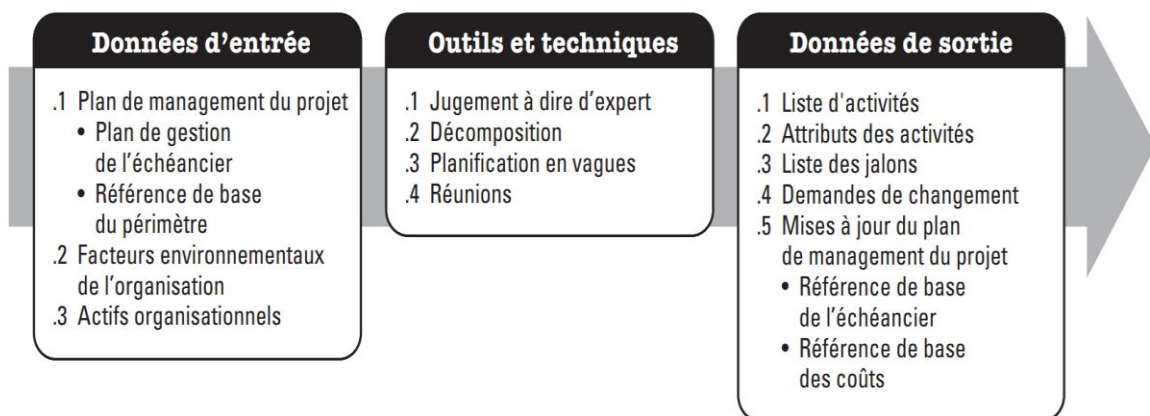 Données d'entrée
.1 Plan de management du projet
• Plan de gestion
de l'échéancier
• Référence de base
du périmètre
.2 Facteurs environnementaux
de l'organisation
.3 Actifs organisationnels
Outils et techniques
.1 Jugement à dire d'expert
.2 Décomposition
.3 Planification en vagues
.4 Réunions
Données de sortie
.1 Liste d'activités
.2 Attributs des activités
.3 Liste des jalons
.4 Demandes de changement
.5 Mises à jour du plan
de management du projet
• Référence de base
de l'échéancier
• Référence de base
des coûts